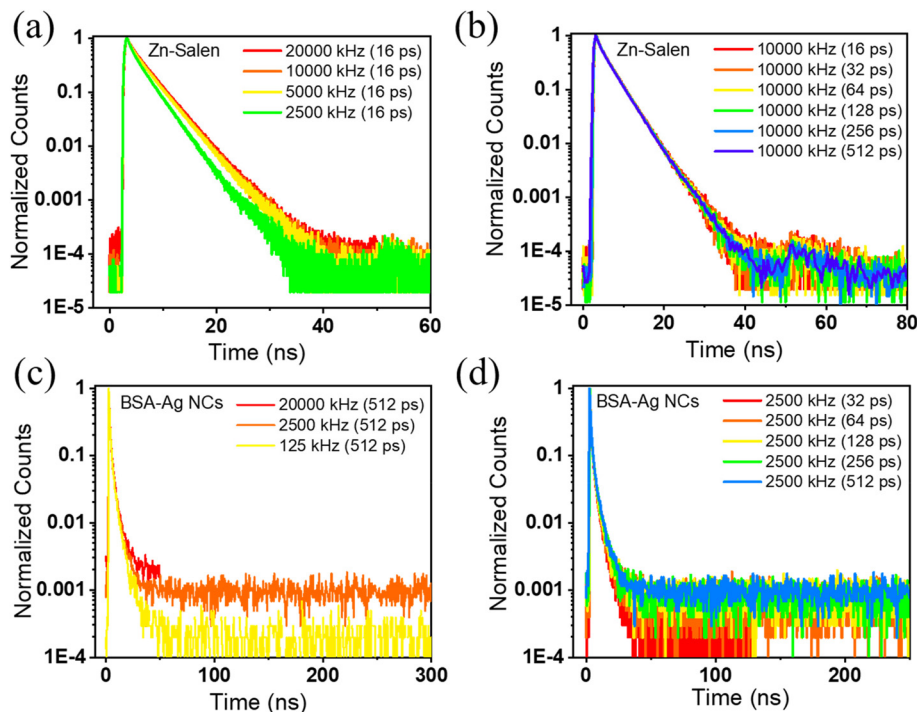 (a)
Zn-Salen
20000 kHz (16 ps)
10000 kHz (16 ps)
5000 kHz (16 ps)
2500 kHz (16 ps)
Normalized Counts
1
0.1
0.01
0.001
1E-4
1E-5
0 20 40 60
Time (ns)
(b)
Zn-Salen
10000 kHz (16 ps)
10000 kHz (32 ps)
10000 kHz (64 ps)
10000 kHz (128 ps)
10000 kHz (256 ps)
10000 kHz (512 ps)
Normalized Counts
1
0.1
0.01
0.001
1E-4
1E-5
0 20 40 60 80
Time (ns)
(c)
BSA-Ag NCs
20000 kHz (512 ps)
2500 kHz (512 ps)
125 kHz (512 ps)
Normalized Counts
1
0.1
0.01
0.001
1E-4
0 100 200 300
Time (ns)
(d)
BSA-Ag NCs
2500 kHz (32 ps)
2500 kHz (64 ps)
2500 kHz (128 ps)
2500 kHz (256 ps)
2500 kHz (512 ps)
Normalized Counts
1
0.1
0.01
0.001
1E-4
0 100 200
Time (ns)